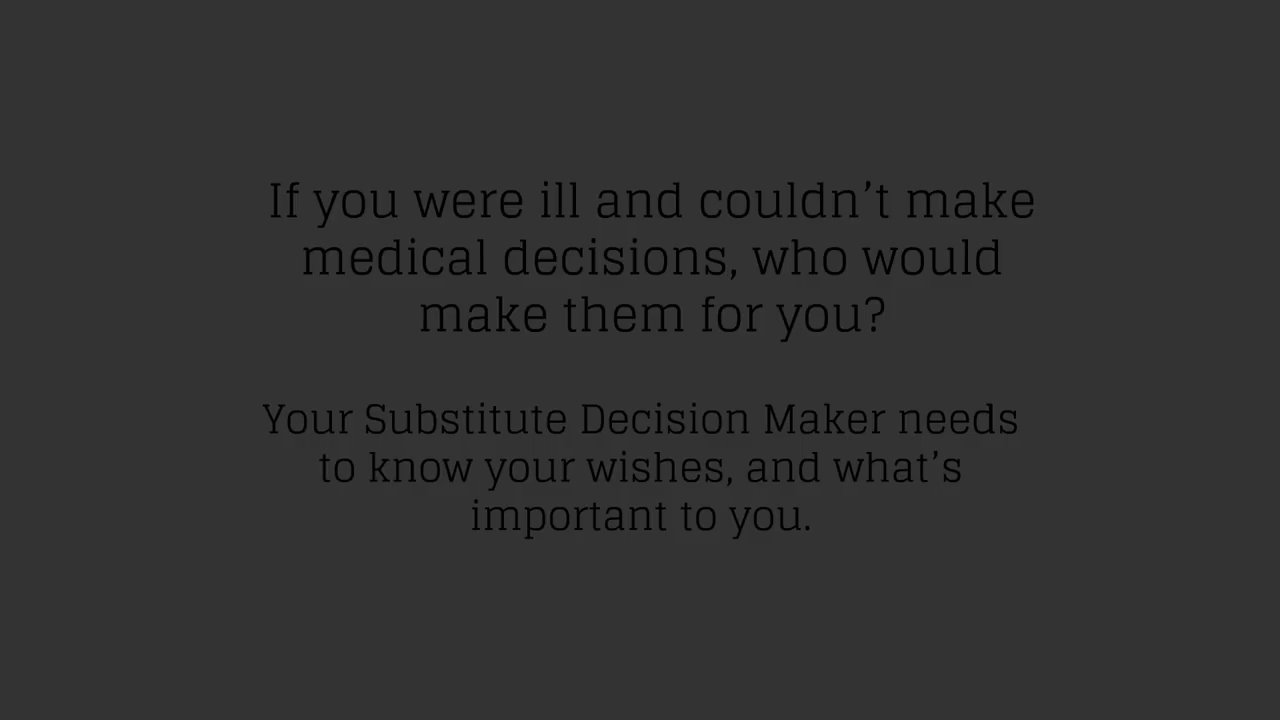 If you were ill and couldn’t make
medical decisions, who would
make them for you?
Your Substitute Decision Maker needs
to know your wishes, and what’s
important to you.